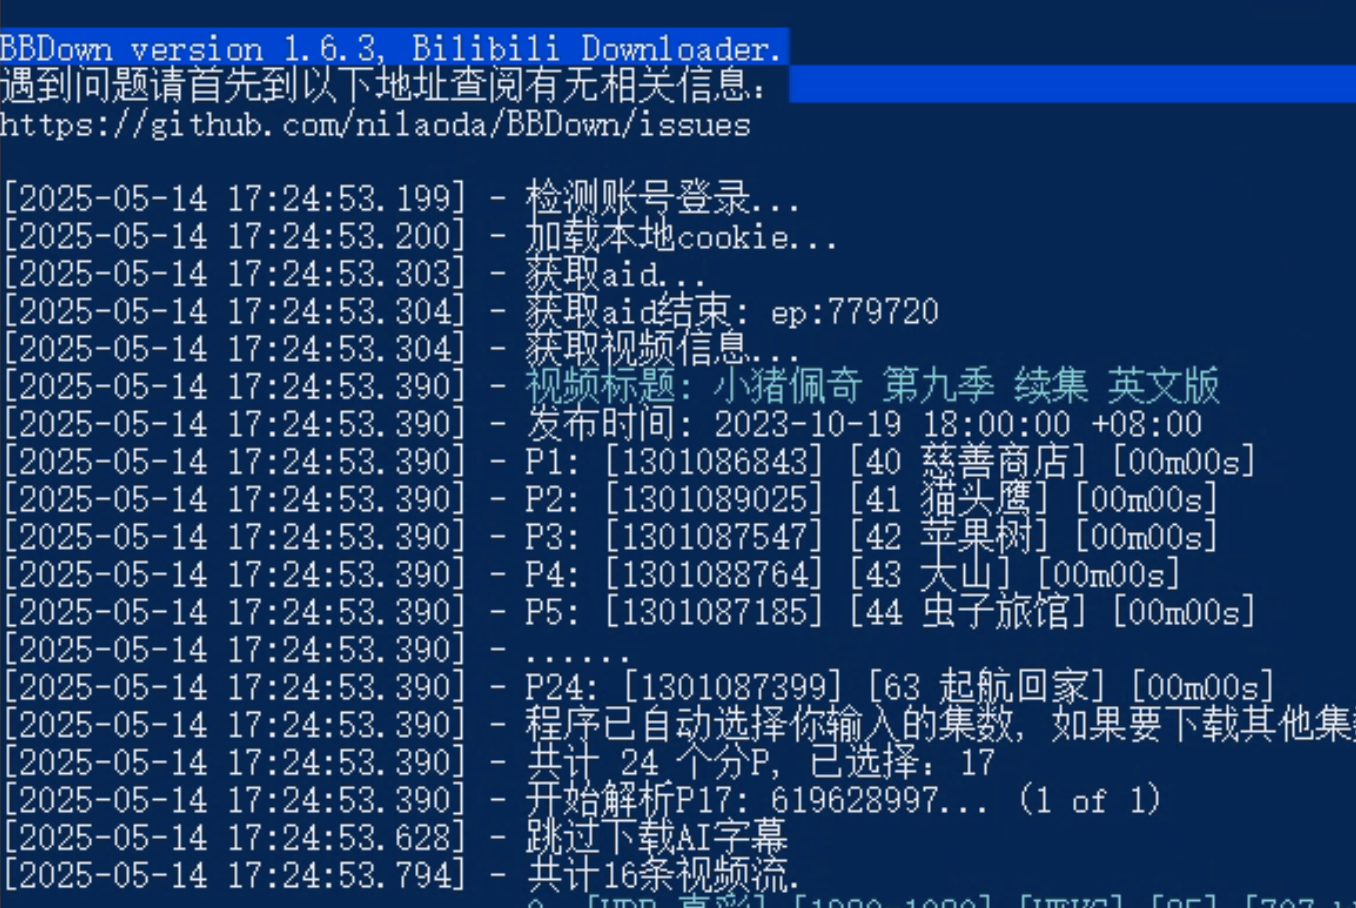 BBDown version 1.6.3, Bilibili Downloader.
遇到问题请首先到以下地址查阅有无相关信息：
https://github.com/nilaoda/BBDown/issues
[2025-05-14 17:24:53.199] - 检测账号登录...
[2025-05-14 17:24:53.200] - 加载本地cookie...
[2025-05-14 17:24:53.303] - 获取aid...
[2025-05-14 17:24:53.304] - 获取aid结束: ep:779720
[2025-05-14 17:24:53.304] - 获取视频信息...
[2025-05-14 17:24:53.390] - 视频标题: 小猪佩奇 第九季 续集 英文版
[2025-05-14 17:24:53.390] - 发布时间: 2023-10-19 18:00:00 +08:00
[2025-05-14 17:24:53.390] - P1: [1301086843] [40 慈善商店] [00m00s]
[2025-05-14 17:24:53.390] - P2: [1301089025] [41 猫头鹰] [00m00s]
[2025-05-14 17:24:53.390] - P3: [1301087547] [42 苹果树] [00m00s]
[2025-05-14 17:24:53.390] - P4: [1301088764] [43 大山] [00m00s]
[2025-05-14 17:24:53.390] - P5: [1301087185] [44 虫子旅馆] [00m00s]
[2025-05-14 17:24:53.390] - ......
[2025-05-14 17:24:53.390] - P24: [1301087399] [63 起航回家] [00m00s]
[2025-05-14 17:24:53.390] - 程序已自动选择你输入的集数, 如果要下载其他集
[2025-05-14 17:24:53.390] - 共计 24 个分P, 已选择: 17
[2025-05-14 17:24:53.390] - 开始解析P17: 619628997... (1 of 1)
[2025-05-14 17:24:53.628] - 跳过下载AI字幕
[2025-05-14 17:24:53.794] - 共计16条视频流.